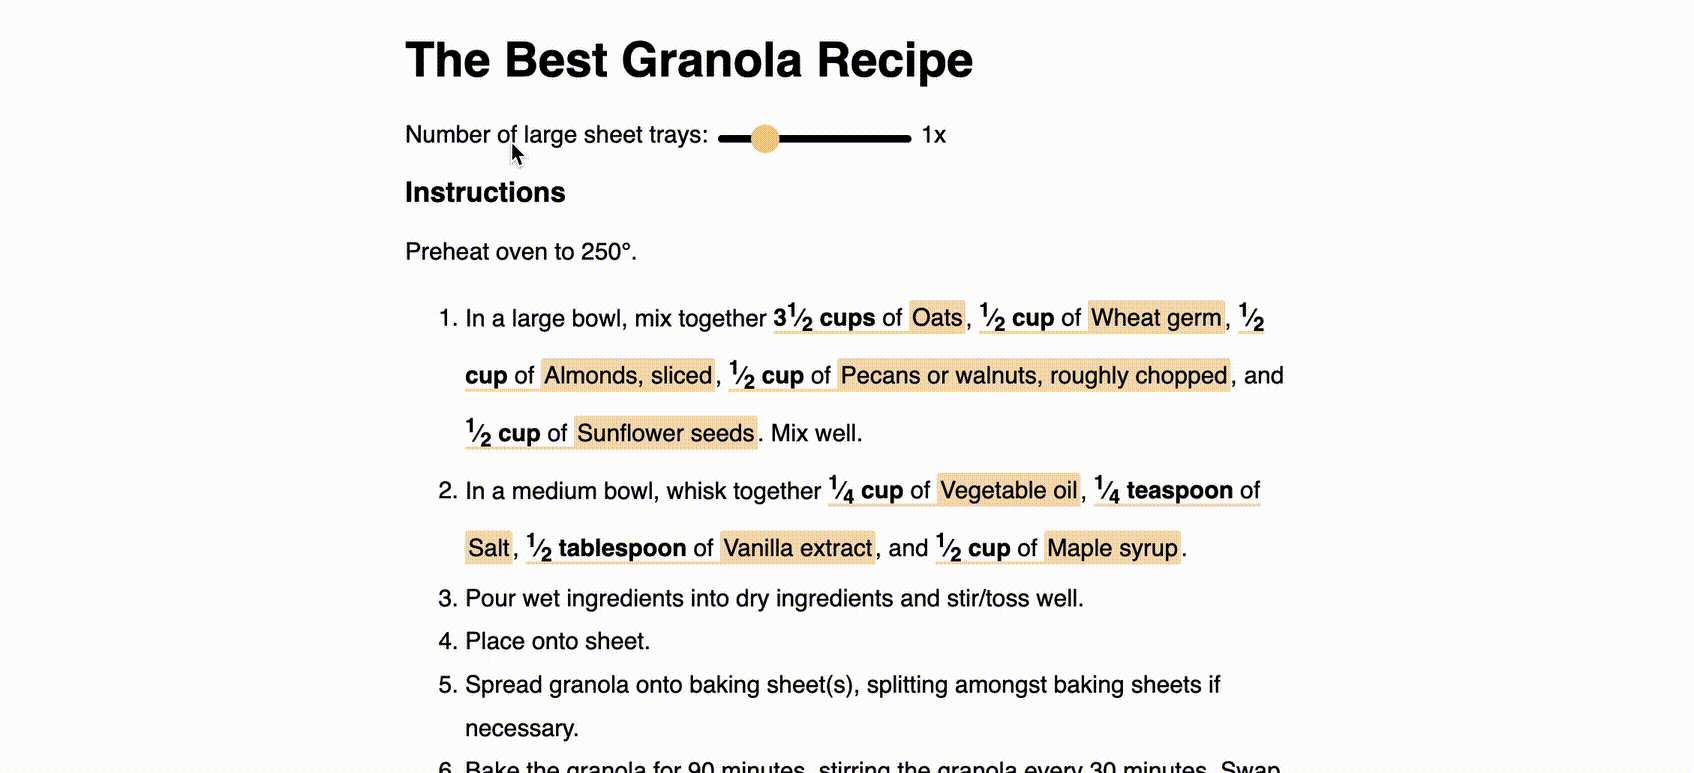 The Best Granola Recipe
Number of large sheet trays: 1x
Instructions
Preheat oven to 250°.
1. In a large bowl, mix together 3½ cups of Oats, ½ cup of Wheat germ, ½
cup of Almonds, sliced, ½ cup of Pecans or walnuts, roughly chopped, and
½ cup of Sunflower seeds. Mix well.
2. In a medium bowl, whisk together ¼ cup of Vegetable oil, ¼ teaspoon of
Salt, ½ tablespoon of Vanilla extract, and ½ cup of Maple syrup.
3. Pour wet ingredients into dry ingredients and stir/toss well.
4. Place onto sheet.
5. Spread granola onto baking sheet(s), splitting amongst baking sheets if
necessary.
6. Bake the granola for 90 minutes, stirring the granola every 30 minutes. Swap